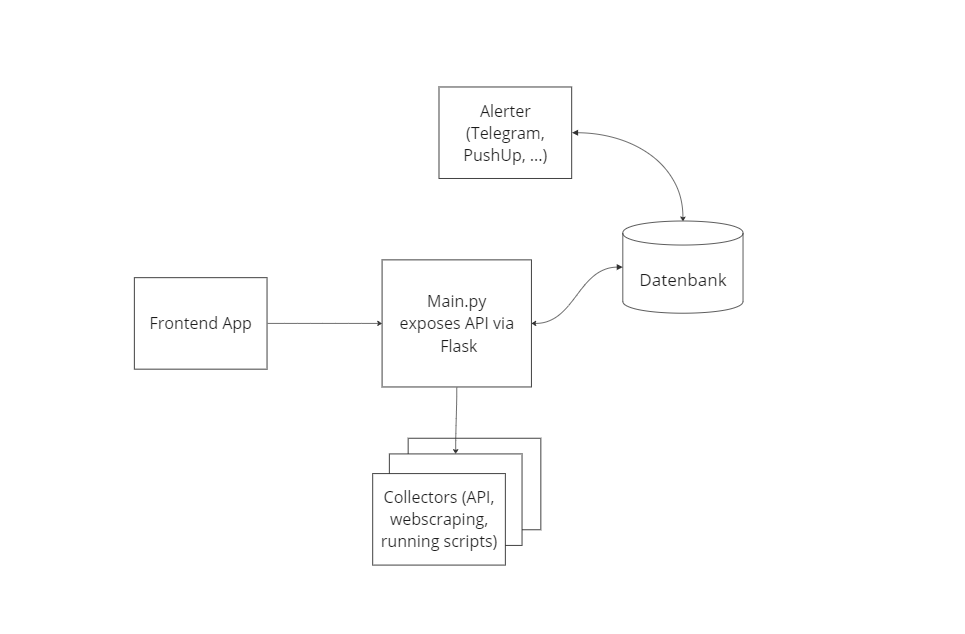 Alerter
(Telegram,
PushUp, ...)
Datenbank
Frontend App
Main.py
exposes API via
Flask
Collectors (API,
webscraping,
running scripts)